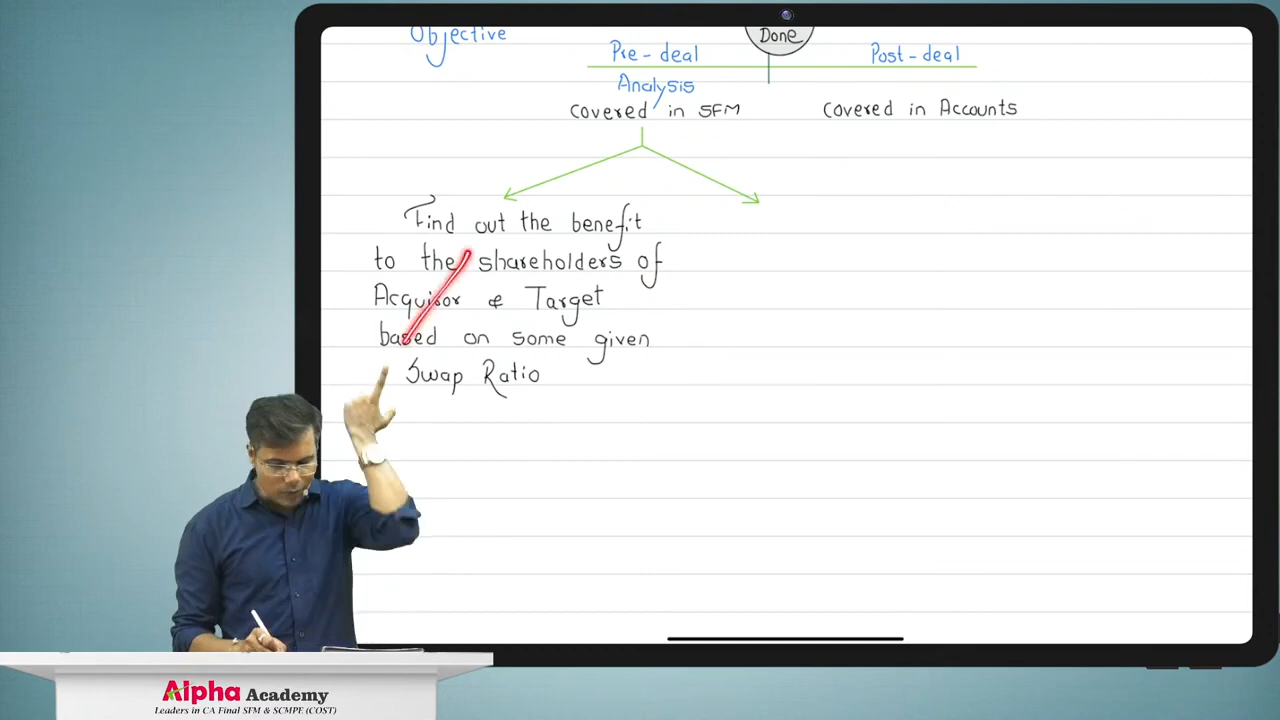 Objective
Done
Pre-deal
Post-deal
Analysis
Covered in SFM
Covered in Accounts
Find out the benefit
to the shareholders of
Acquisor & Target
based on some given
Swap Ratio
Alpha Academy
Leaders in CA Final SFM & SCMPE (COST)